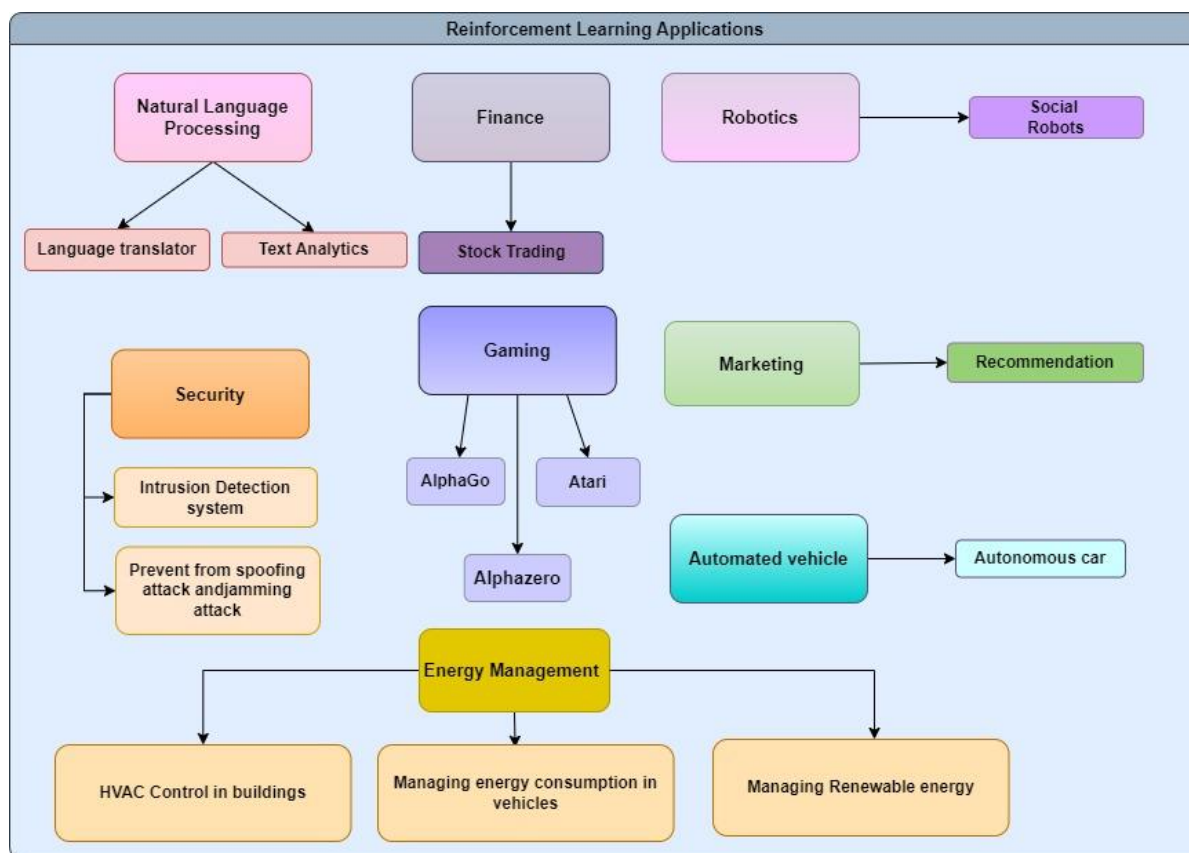 Reinforcement Learning Applications
Natural Language
Processing
Finance
Robotics
Social
Robots
Language translator
Text Analytics
Stock Trading
Gaming
Security
Marketing
Recommendation
AlphaGo
Atari
Intrusion Detection
system
Alphazero
Automated vehicle
Autonomous car
Prevent from spoofing
attack andjamming
attack
Energy Management
HVAC Control in buildings
Managing energy consumption in
vehicles
Managing Renewable energy